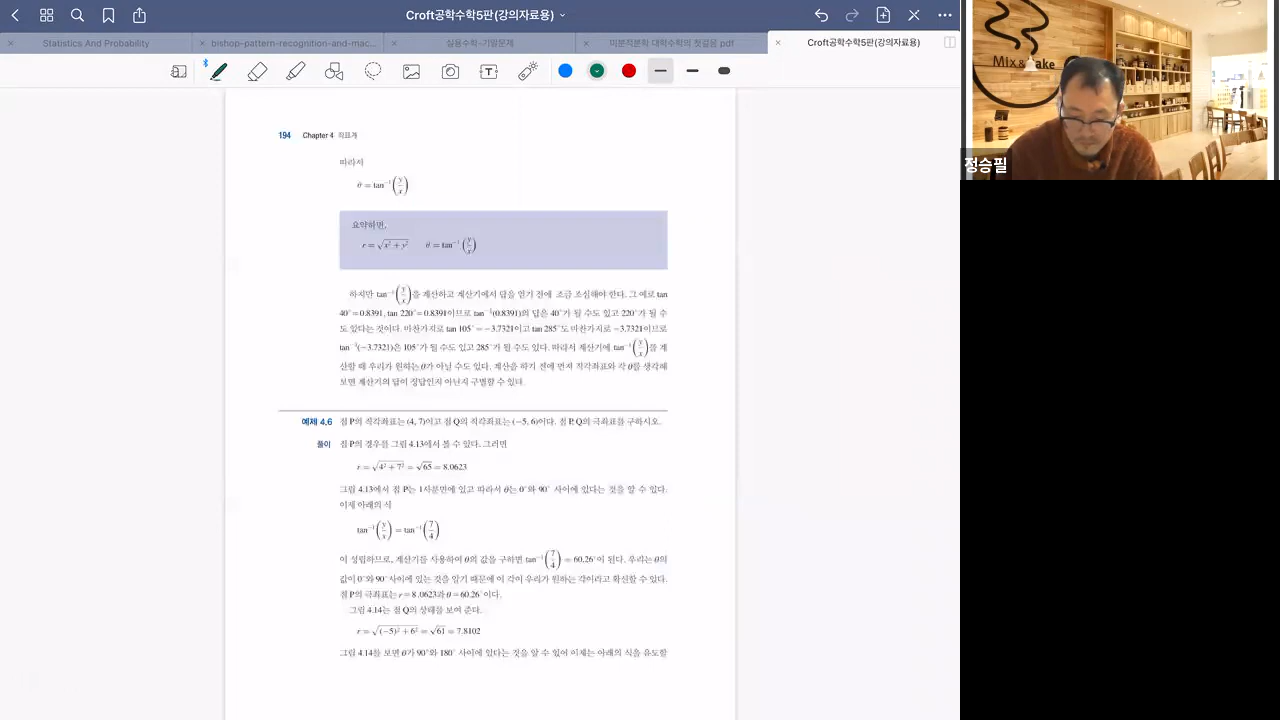 Croft공학수학5판(강의자료용)
Statistics And Probability
bishop-pattern-recognition-and-mac...
실용수학-기말문제
미분적분학 대학수학의 첫걸음.pdf
Croft공학수학5판(강의자료용)
Mix&
정승필
194 Chapter 4 좌표계
따라서
θ = tan⁻¹(y/x)
요약하면,
r = √(x² + y²) θ = tan⁻¹(y/x)
하지만 tan⁻¹(y/x)을 계산하고 계산기에서 답을 얻기 전에 조금 조심해야 한다. 그 예로 tan
40° = 0.8391, tan 220° = 0.8391이므로 tan⁻¹(0.8391)의 답은 40°가 될 수도 있고 220°가 될 수
도 있다는 것이다. 마찬가지로 tan 105° = −3.7321이고 tan 285°도 마찬가지로 −3.7321이므로
tan⁻¹(−3.7321)은 105°가 될 수도 있고 285°가 될 수도 있다. 따라서 계산기에 tan⁻¹(y/x)를 계
산할 때 우리가 원하는 θ가 아닐 수도 있다. 계산을 하기 전에 먼저 직각좌표와 각 θ를 생각해
보면 계산기의 답이 정답인지 아닌지 구별할 수 있다.
예제 4.6 점 P의 직각좌표는 (4, 7)이고 점 Q의 직각좌표는 (−5, 6)이다. 점 P, Q의 극좌표를 구하시오.
풀이 점 P의 경우를 그림 4.13에서 볼 수 있다. 그러면
r = √(4² + 7²) = √65 = 8.0623
그림 4.13에서 점 P는 1사분면에 있고 따라서 θ는 0°와 90° 사이에 있다는 것을 알 수 있다.
이제 아래의 식
tan⁻¹(y/x) = tan⁻¹(7/4)
이 성립하므로, 계산기를 사용하여 θ의 값을 구하면 tan⁻¹(7/4) = 60.26°이 된다. 우리는 θ의
값이 0°와 90° 사이에 있는 것을 알기 때문에 이 각이 우리가 원하는 각이라고 확신할 수 있다.
점 P의 극좌표는 r = 8.0623과 θ = 60.26°이다.
그림 4.14는 점 Q의 상태를 보여 준다.
r = √((−5)² + 6²) = √61 = 7.8102
그림 4.14를 보면 θ가 90°와 180° 사이에 있다는 것을 알 수 있어 이제는 아래의 식을 유도할